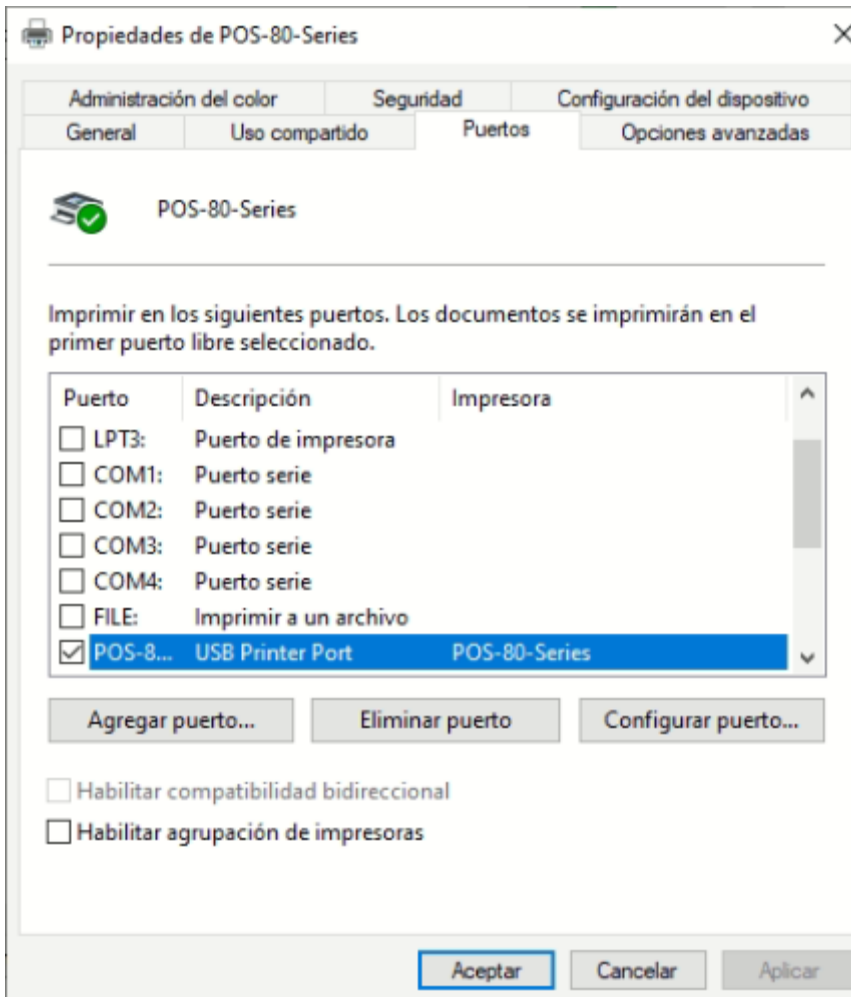 Propiedades de POS-80-Series
Administración del color Seguridad Configuración del dispositivo
General Uso compartido Puertos Opciones avanzadas
POS-80-Series
Imprimir en los siguientes puertos. Los documentos se imprimirán en el
primer puerto libre seleccionado.
Puerto Descripción Impresora
LPT3: Puerto de impresora
COM1: Puerto serie
COM2: Puerto serie
COM3: Puerto serie
COM4: Puerto serie
FILE: Imprimir a un archivo
POS-8... USB Printer Port POS-80-Series
Agregar puerto... Eliminar puerto Configurar puerto...
Habilitar compatibilidad bidireccional
Habilitar agrupación de impresoras
Aceptar Cancelar Aplicar